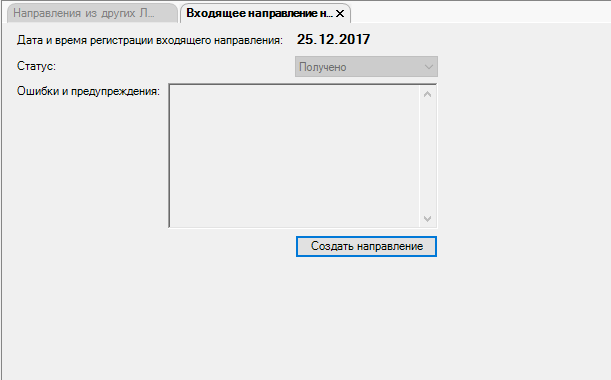 Направления из других Л...
Входящее направление н...
Дата и время регистрации входящего направления: 25.12.2017
Статус: Получено
Ошибки и предупреждения:
Создать направление